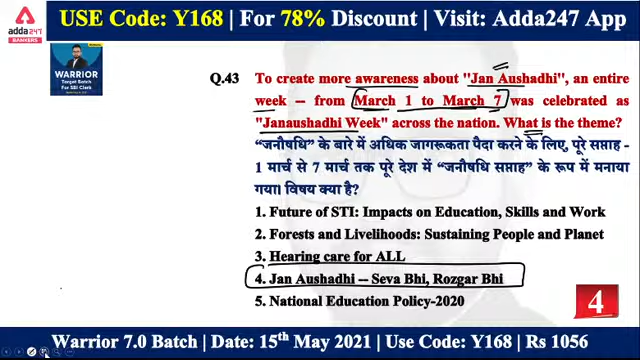 USE Code: Y168 | For 78% Discount | Visit: Adda247 App
adda247
BANKERS
WARRIOR
Target Batch
For SBI Clerk
Q.43 To create more awareness about "Jan Aushadhi", an entire
week -- from March 1 to March 7 was celebrated as
"Janaushadhi Week" across the nation. What is the theme?
"जनौषधि" के बारे में अधिक जागरूकता पैदा करने के लिए, पूरे सप्ताह -
1 मार्च से 7 मार्च तक पूरे देश में "जनौषधि सप्ताह" के रूप में मनाया
गया। विषय क्या है?
1. Future of STI: Impacts on Education, Skills and Work
2. Forests and Livelihoods: Sustaining People and Planet
3. Hearing care for ALL
4. Jan Aushadhi -- Seva Bhi, Rozgar Bhi
5. National Education Policy-2020
4
Warrior 7.0 Batch | Date: 15th May 2021 | Use Code: Y168 | Rs 1056